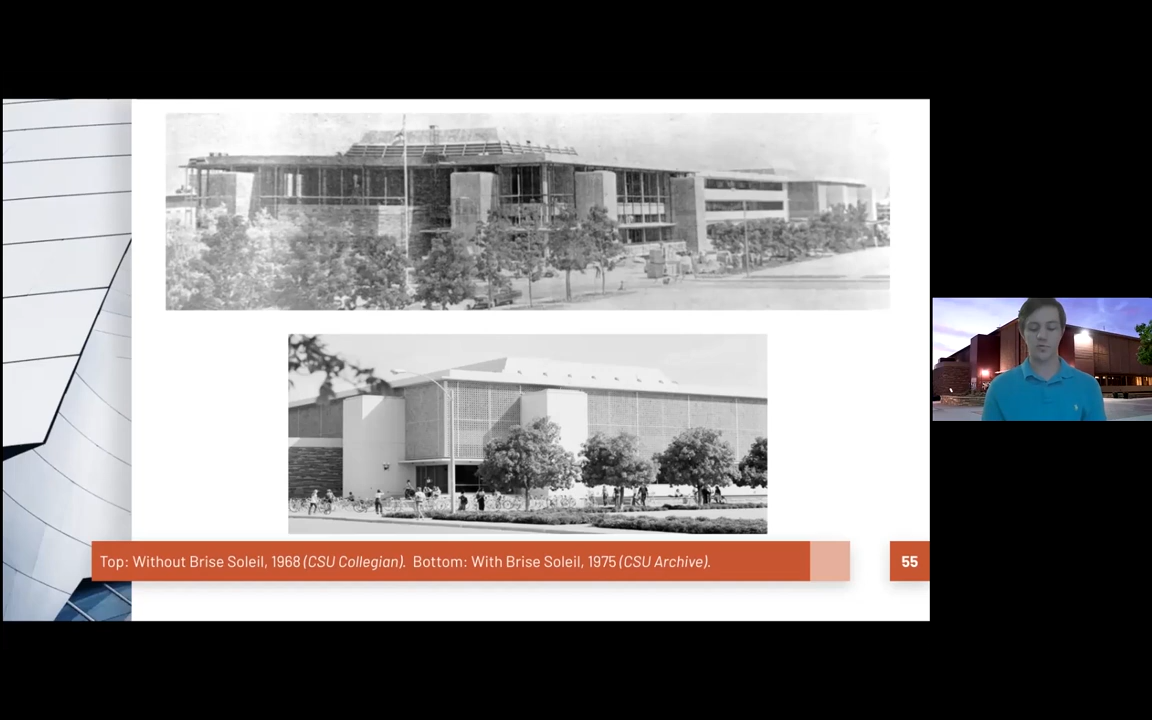 Top: Without Brise Soleil, 1968 (CSU Collegian). Bottom: With Brise Soleil, 1975 (CSU Archive).
55